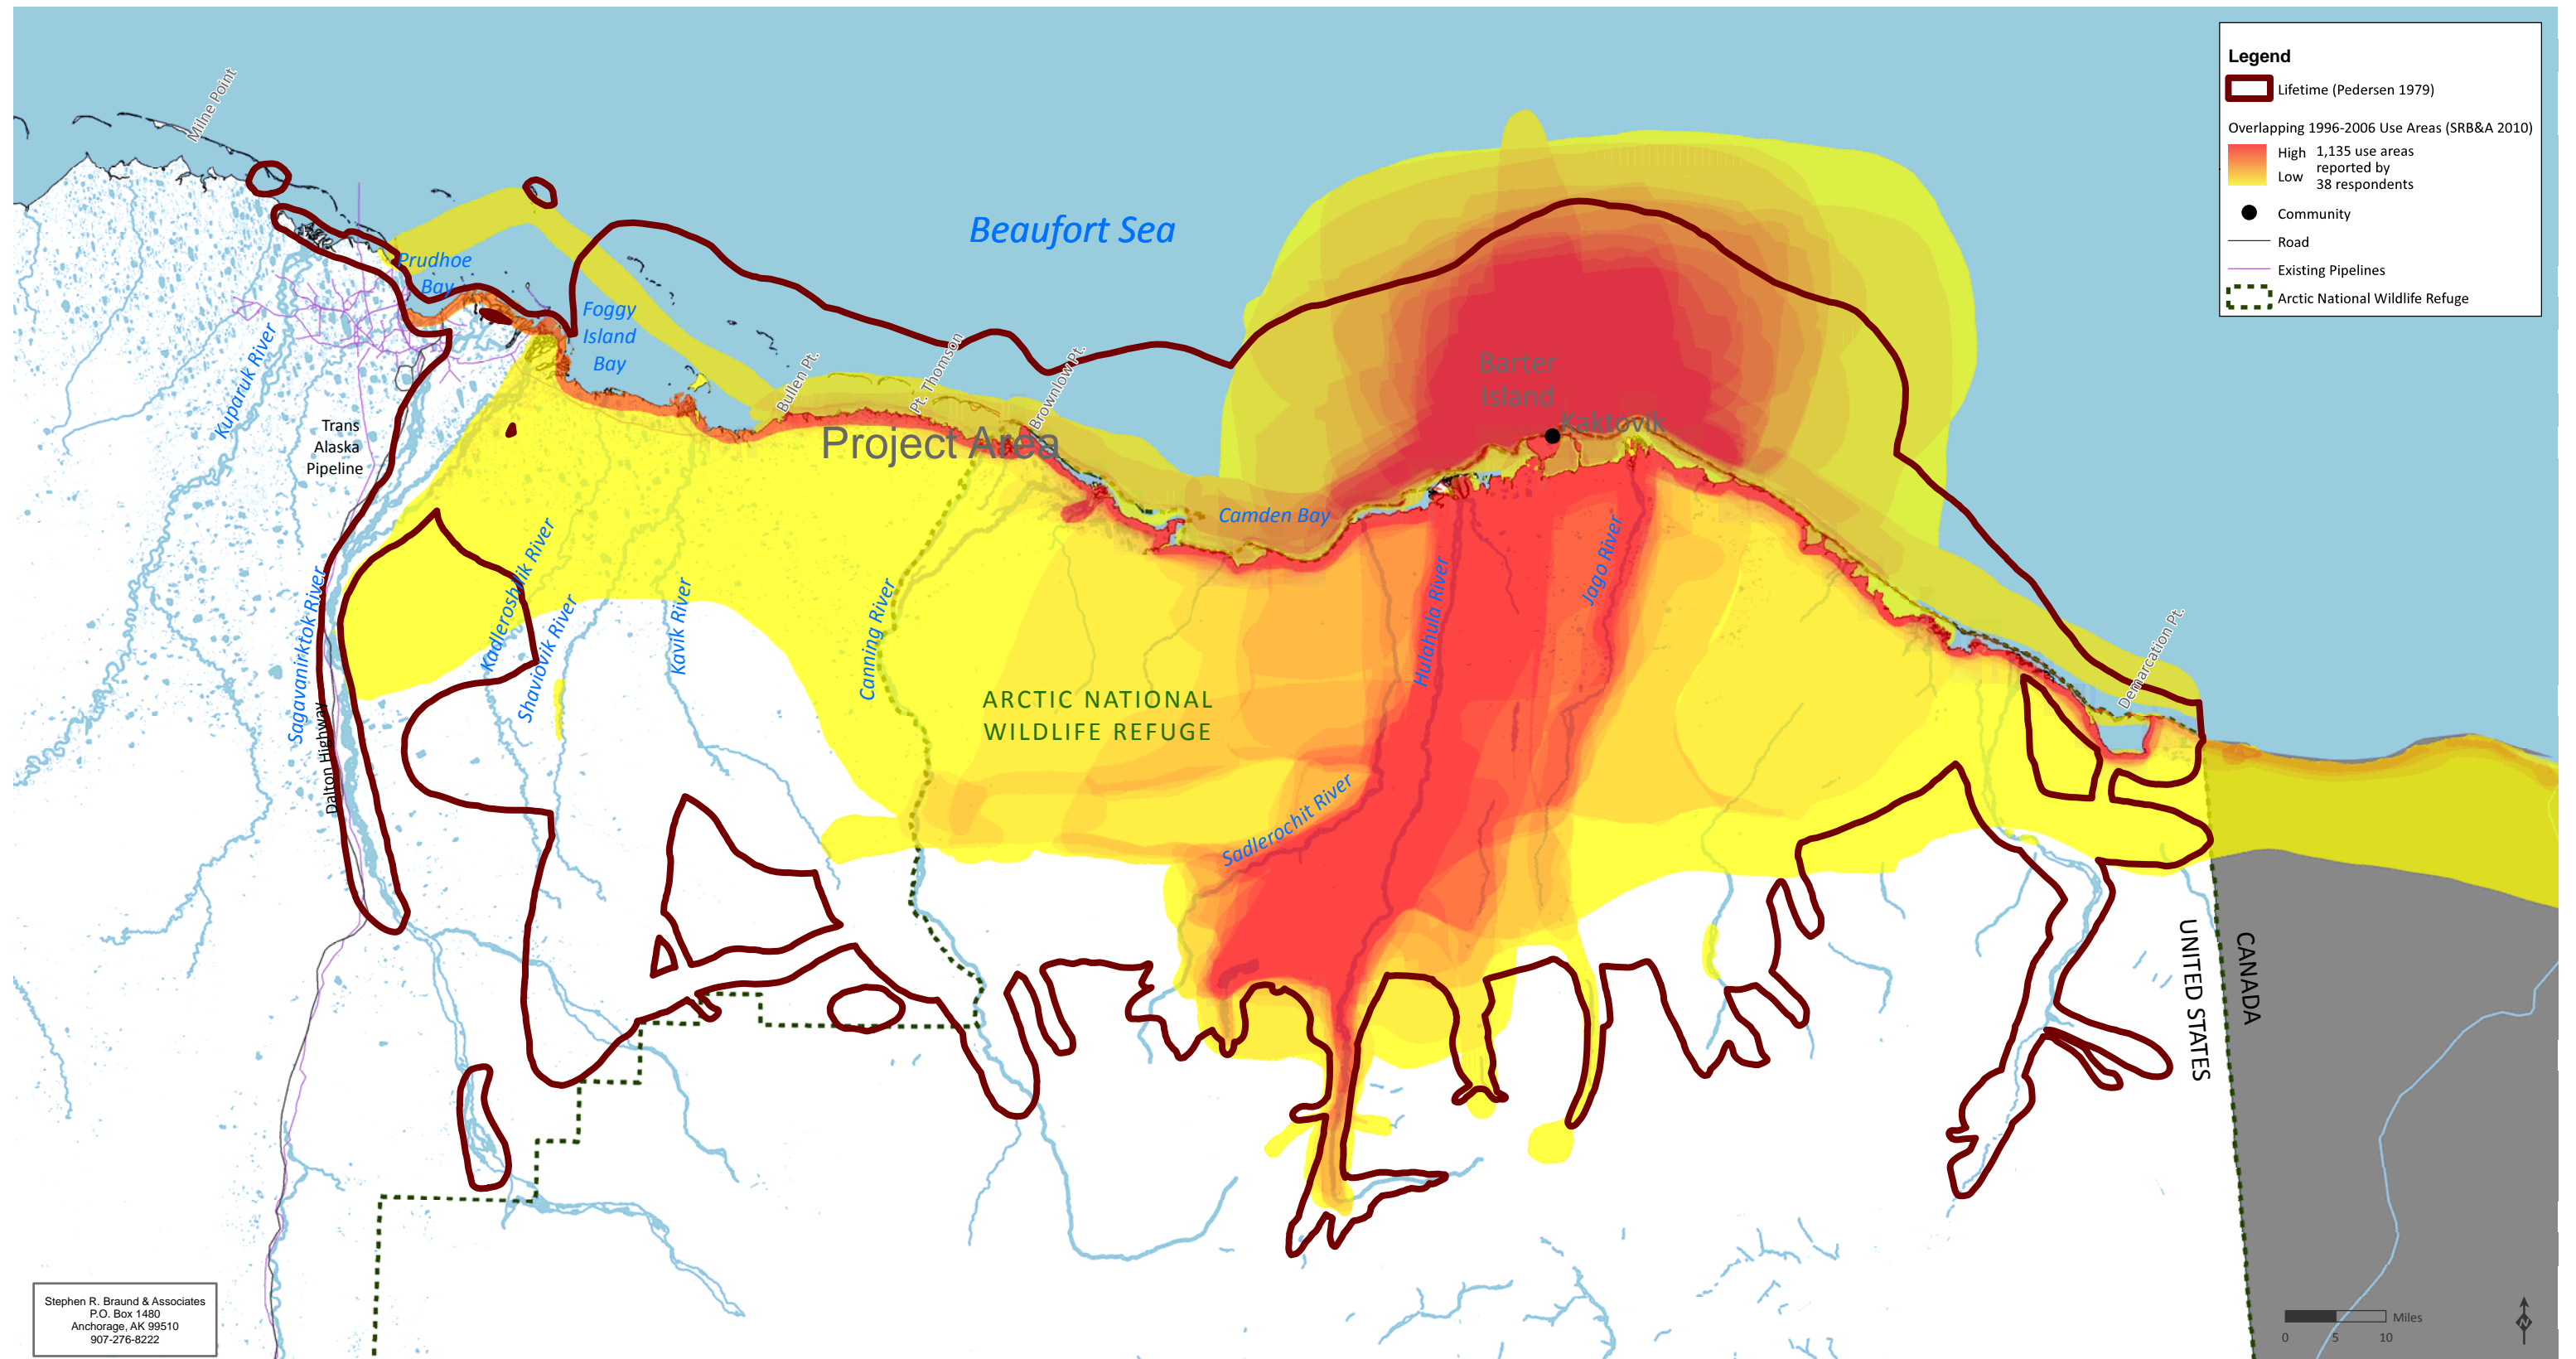 Legend
Lifetime (Pedersen 1979)
Overlapping 1996-2006 Use Areas (SRB&A 2010)
High
Low
1,135 use areas
reported by
38 respondents
Community
Road
Existing Pipelines
Arctic National Wildlife Refuge
Milne Point
Beaufort Sea
Prudhoe
Bay
Foggy
Island
Bay
Bullen Pt.
Pt. Thomson
Brownlow Pt.
Barter
Island
Kaktovik
Project Area
Kuparuk River
Trans
Alaska
Pipeline
Camden Bay
Sagavanirktok River
Dalton Highway
Kadleroshilik River
Shaviovik River
Kavik River
Canning River
Hulahula River
Jago River
Sadlerochit River
ARCTIC NATIONAL
WILDLIFE REFUGE
Demarcation Pt.
UNITED STATES
CANADA
Stephen R. Braund & Associates
P.O. Box 1480
Anchorage, AK 99510
907-276-8222
Miles
0 5 10
N